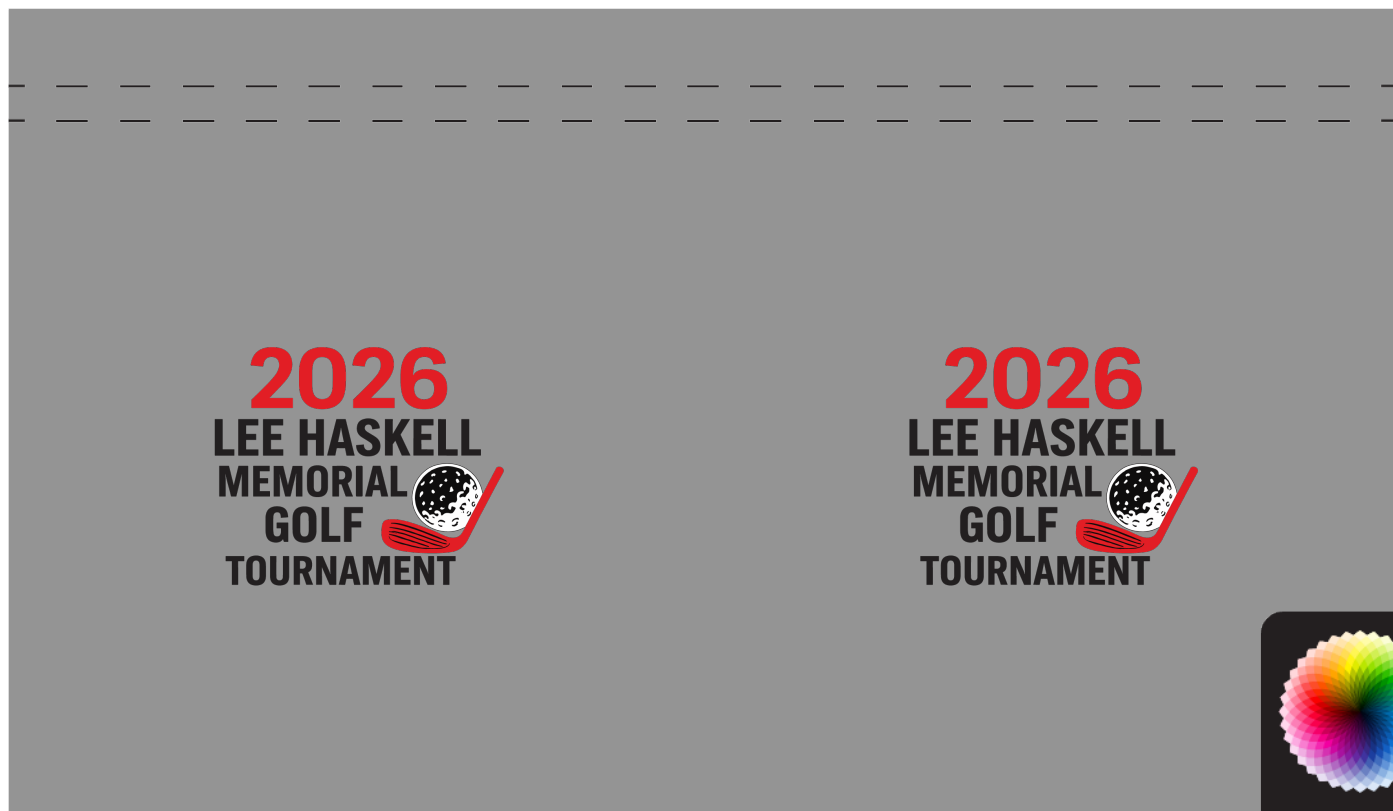 2026
LEE HASKELL
MEMORIAL
GOLF
TOURNAMENT
2026
LEE HASKELL
MEMORIAL
GOLF
TOURNAMENT